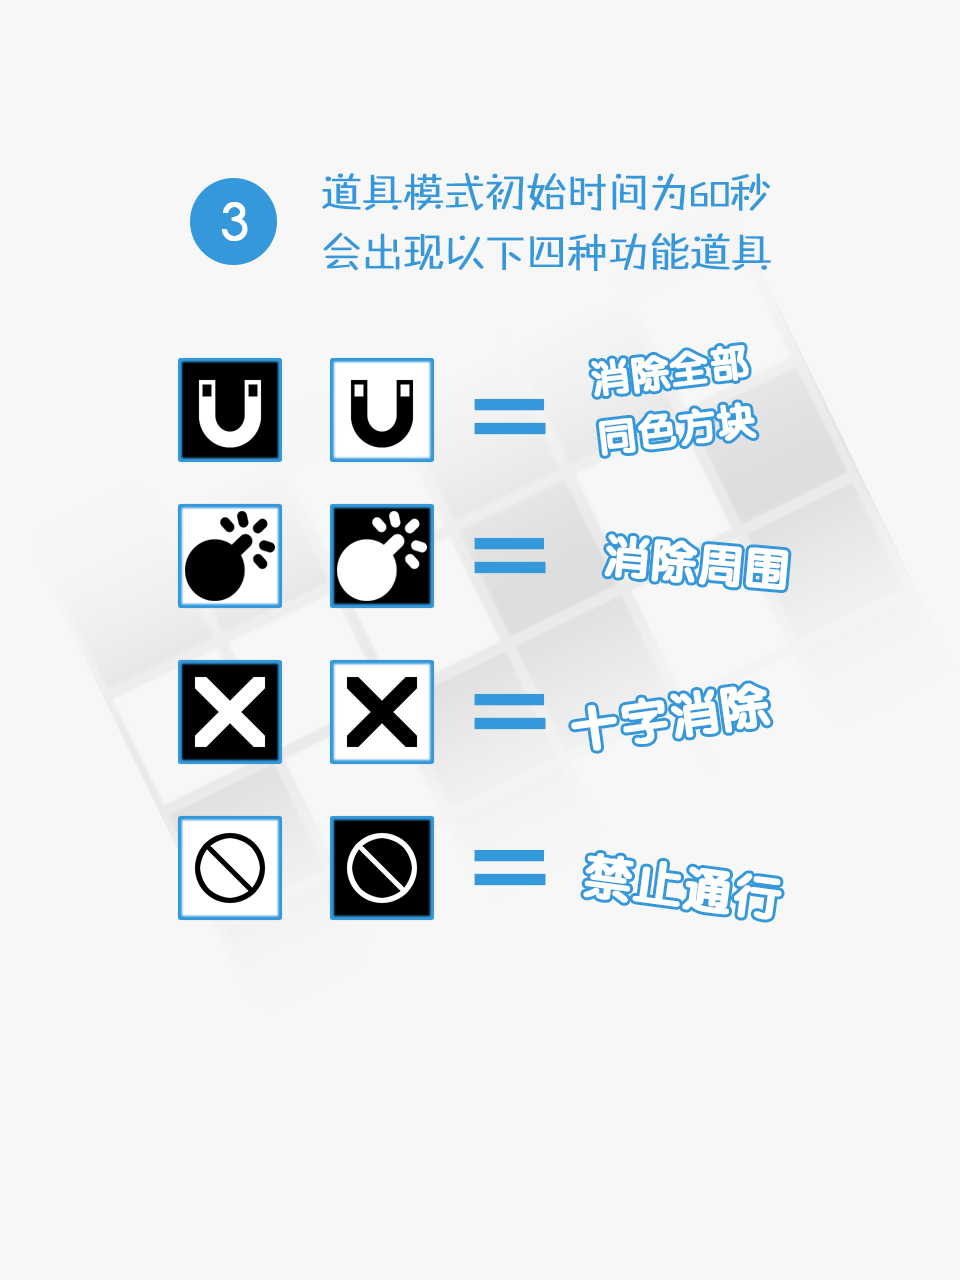 3
道具模式初始时间为60秒
会出现以下四种功能道具
消除全部
同色方块
消除周围
十字消除
禁止通行